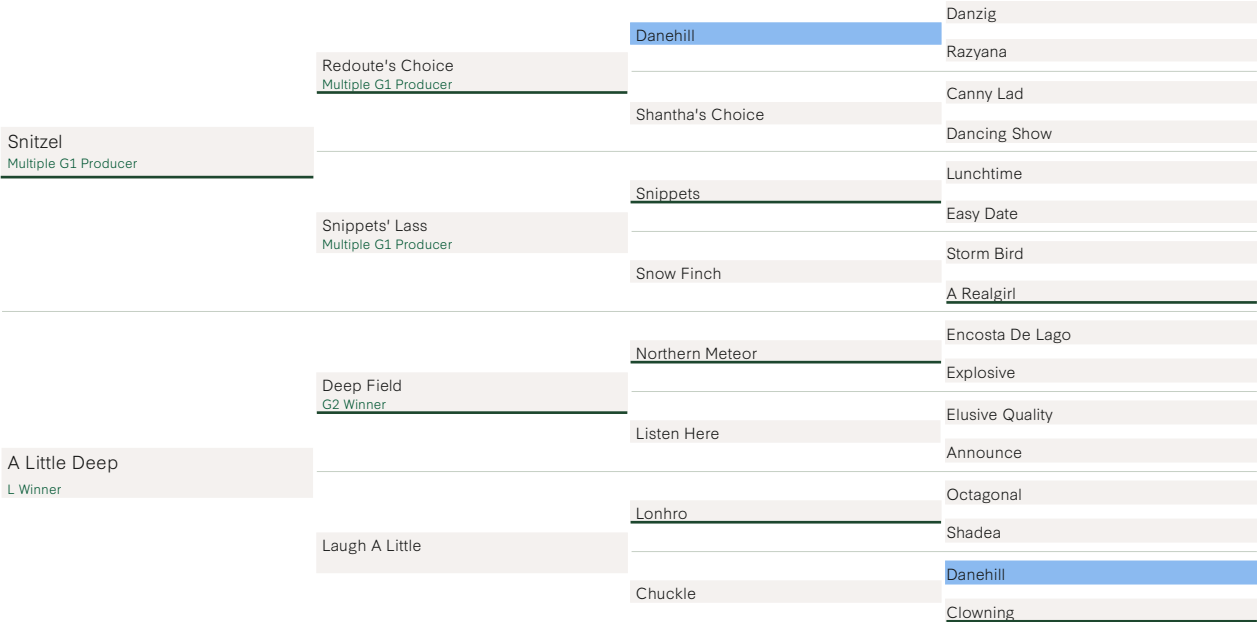 Snitzel
Multiple G1 Producer
A Little Deep
L Winner
Redoute's Choice
Multiple G1 Producer
Snippets' Lass
Multiple G1 Producer
Deep Field
G2 Winner
Laugh A Little
Danehill
Shantha's Choice
Snippets
Snow Finch
Northern Meteor
Listen Here
Lonhro
Chuckle
Danzig
Razyana
Canny Lad
Dancing Show
Lunchtime
Easy Date
Storm Bird
A Realgirl
Encosta De Lago
Explosive
Elusive Quality
Announce
Octagonal
Shadea
Danehill
Clowning